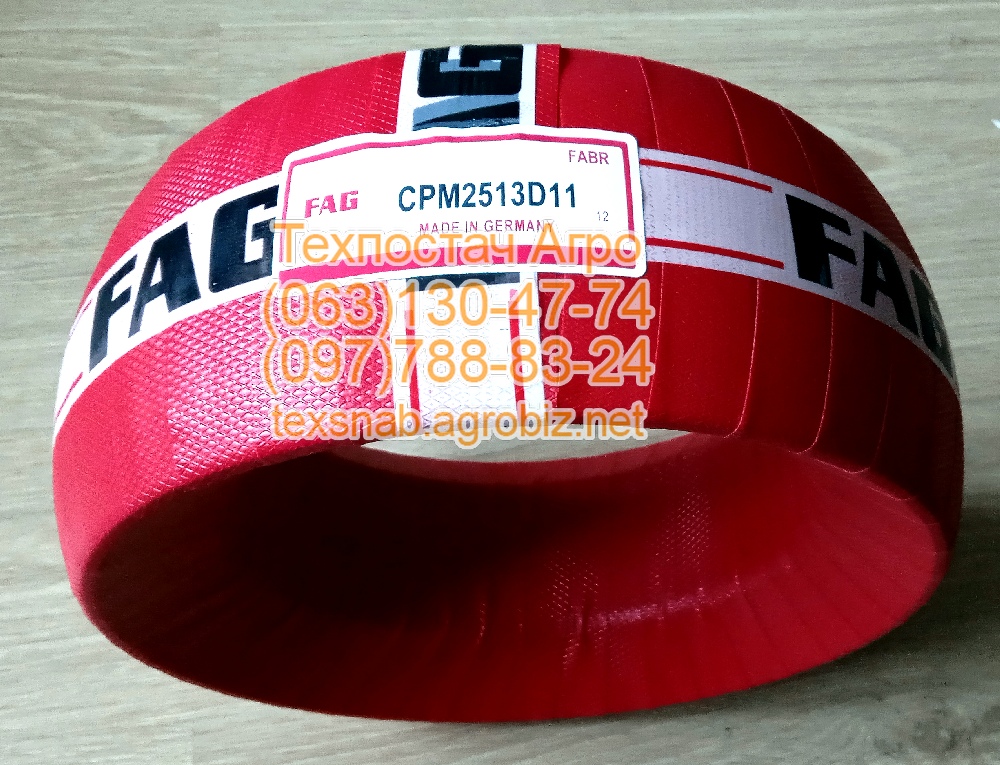 FAG
FABR
FAG CPM2513D11
12
MADE IN GERMANY
FAG
FAG
Техпостач Агро
(063)130-47-74
(097)788-83-24
texsnab.agrobiz.net